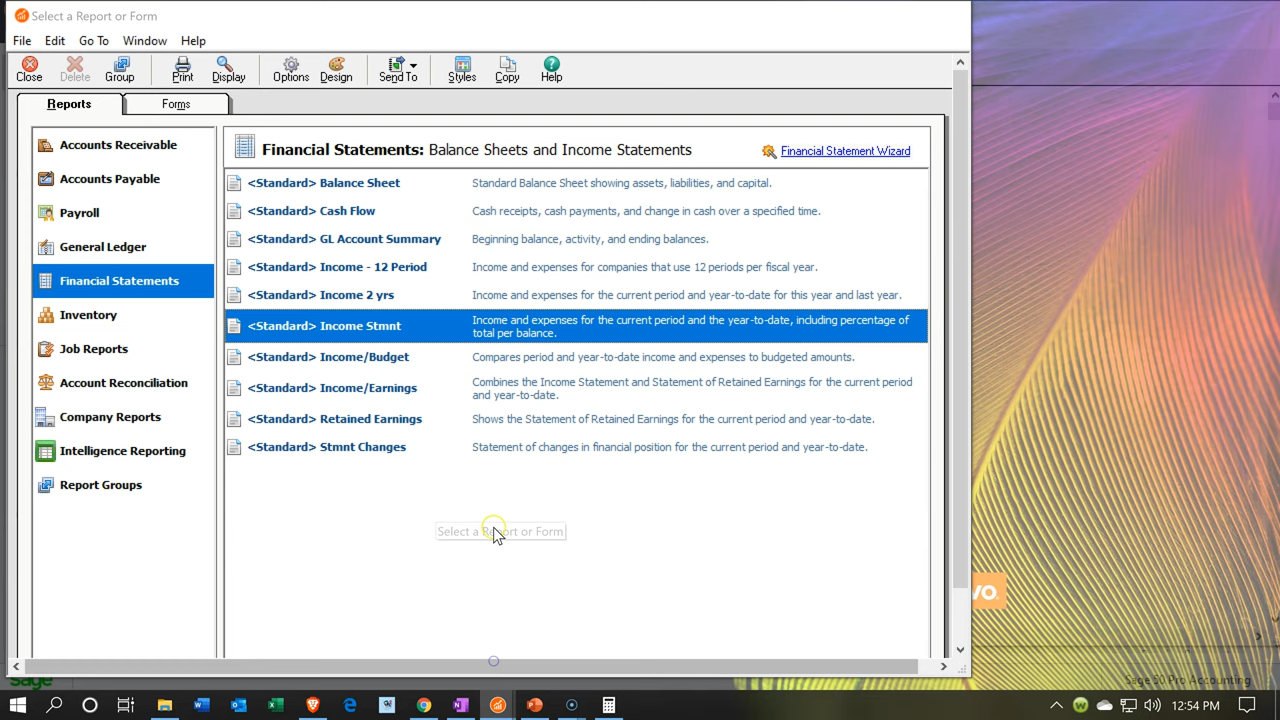 Select a Report or Form
File Edit Go To Window Help
Close Delete Group Print Display Options Design Send To Styles Copy Help
Reports Forms
Accounts Receivable
Accounts Payable
Payroll
General Ledger
Financial Statements
Inventory
Job Reports
Account Reconciliation
Company Reports
Intelligence Reporting
Report Groups
Financial Statements: Balance Sheets and Income Statements
Financial Statement Wizard
<Standard> Balance Sheet Standard Balance Sheet showing assets, liabilities, and capital.
<Standard> Cash Flow Cash receipts, cash payments, and change in cash over a specified time.
<Standard> GL Account Summary Beginning balance, activity, and ending balances.
<Standard> Income - 12 Period Income and expenses for companies that use 12 periods per fiscal year.
<Standard> Income 2 yrs Income and expenses for the current period and year-to-date for this year and last year.
<Standard> Income Stmnt Income and expenses for the current period and the year-to-date, including percentage of
total per balance.
<Standard> Income/Budget Compares period and year-to-date income and expenses to budgeted amounts.
<Standard> Income/Earnings Combines the Income Statement and Statement of Retained Earnings for the current period
and year-to-date.
<Standard> Retained Earnings Shows the Statement of Retained Earnings for the current period and year-to-date.
<Standard> Stmnt Changes Statement of changes in financial position for the current period and year-to-date.
Select a Report or Form
vo.
sage
Sage 50 Pro Accounting
12:54 PM